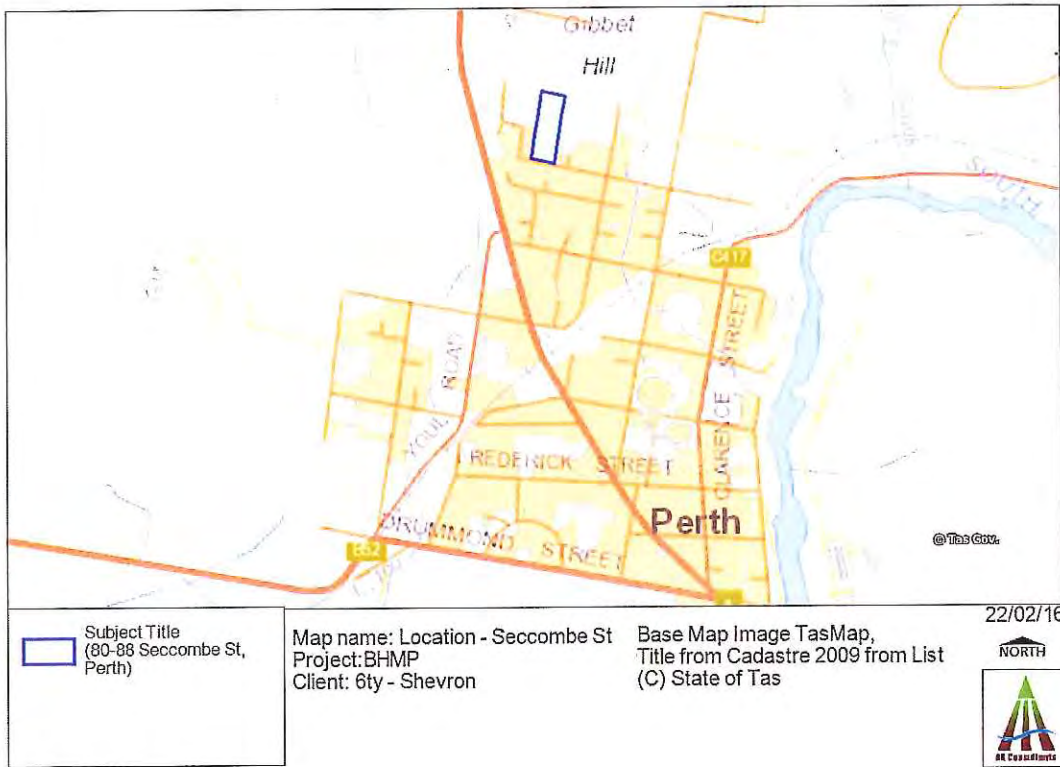 Gibbet
Hill
SOUTH
C417
YOUL ROAD
CLARENCE STREET
REDERICK STREET
DRUMMOND STREET
Perth
B52
@ Tas Gov.
Subject Title
(80-88 Seccombe St,
Perth)
Map name: Location - Seccombe St
Project:BHMP
Client: 6ty - Shevron
Base Map Image TasMap,
Title from Cadastre 2009 from List
(C) State of Tas
22/02/16
NORTH
AK Consultants